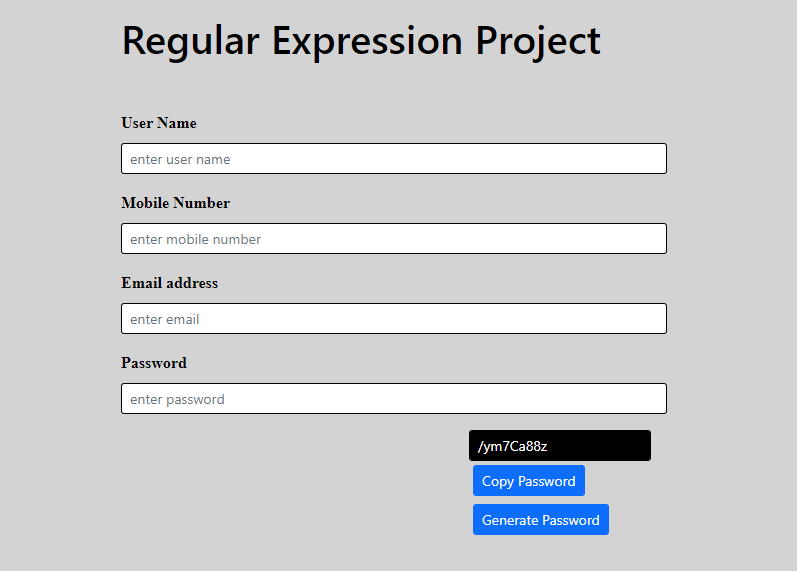 Regular Expression Project
User Name
enter user name
Mobile Number
enter mobile number
Email address
enter email
Password
enter password
/ym7Ca88z
Copy Password
Generate Password